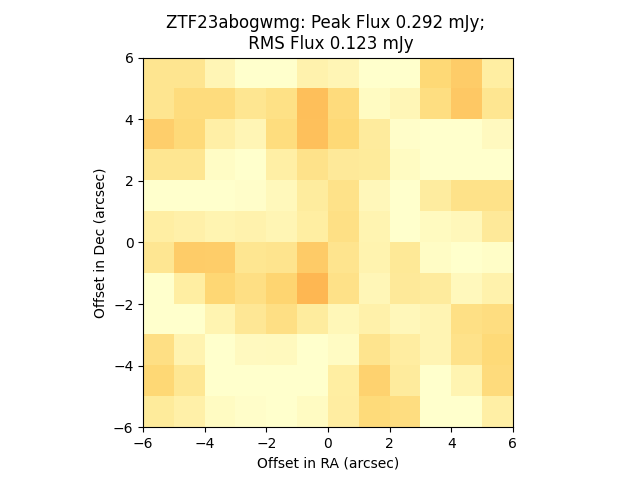 ZTF23abogwmg: Peak Flux 0.292 mJy;
RMS Flux 0.123 mJy
6
4
2
0
−2
−4
−6
Offset in Dec (arcsec)
−6 −4 −2 0 2 4 6
Offset in RA (arcsec)